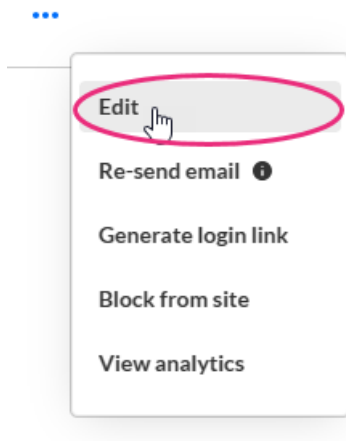 Edit
Re-send email
Generate login link
Block from site
View analytics